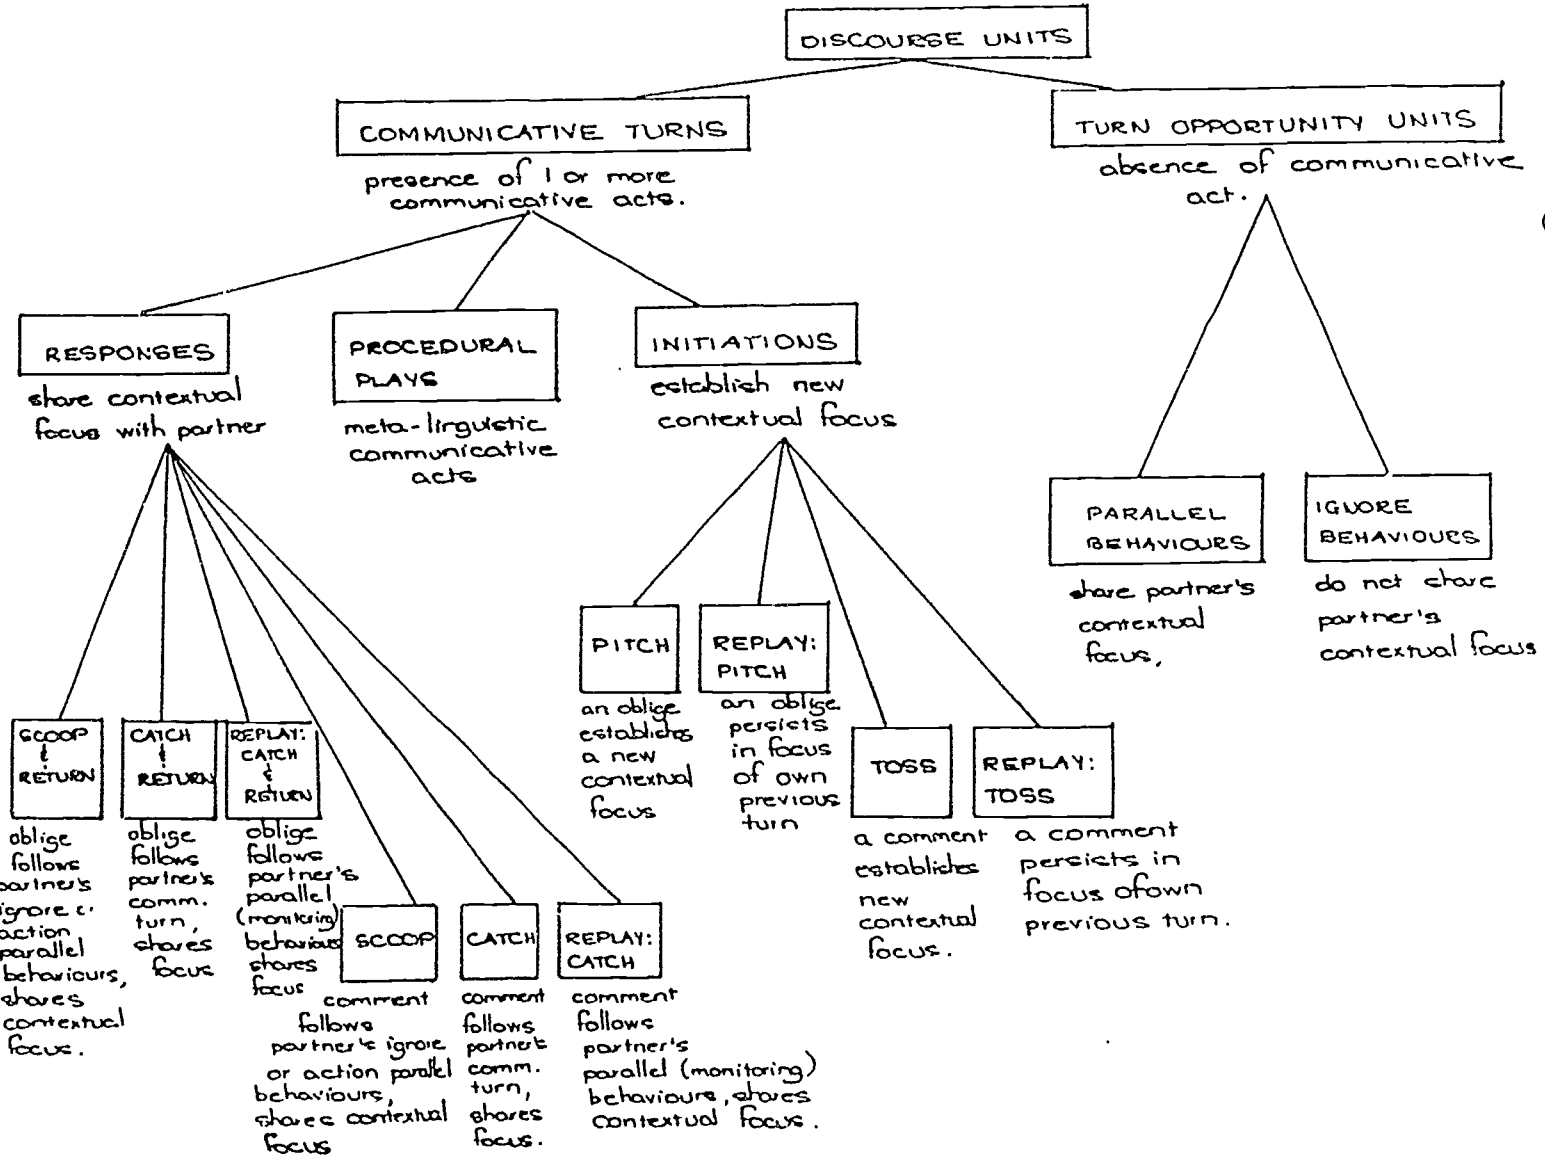 DISCOURSE UNITS
COMMUNICATIVE TURNS
presence of 1 or more
communicative acts.
TURN OPPORTUNITY UNITS
absence of communicative
act.
RESPONSES
share contextual
focus with partner
PROCEDURAL
PLAYS
meta-linguistic
communicative
acts
INITIATIONS
establish new
contextual focus
PARALLEL
BEHAVIOURS
share partner's
contextual
focus,
IGNORE
BEHAVIOURS
do not share
partner's
contextual focus
PITCH
an oblige
establishes
a new
contextual
focus
REPLAY:
PITCH
an oblige
persists
in focus
of own
previous
turn
TOSS
a comment
establishes
new
contextual
focus.
REPLAY:
TOSS
a comment
persists in
focus of own
previous turn.
SCOOP
&
RETURN
oblige
follows
partner's
ignore
action
parallel
behaviours,
shares
contextual
focus.
CATCH
&
RETURN
oblige
follows
partner's
comm.
turn,
shares
focus
REPLAY:
CATCH
&
RETURN
oblige
follows
partner's
parallel
(monitoring)
behaviours
shares
focus
SCOOP
comment
follows
partner's ignore
or action parallel
behaviours,
shares contextual
focus
CATCH
comment
follows
partner's
comm.
turn,
shares
focus.
REPLAY:
CATCH
comment
follows
partner's
parallel (monitoring)
behaviours, shares
contextual focus.